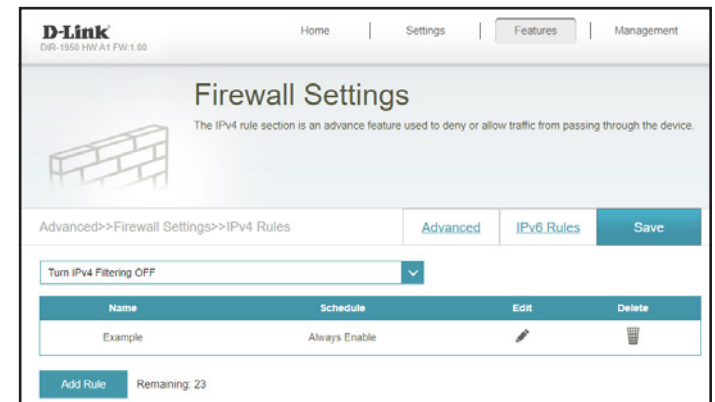 D-Link
DIR-1950 HW:A1 FW:1.00
Home | Settings | Features | Management
Firewall Settings
The IPv4 rule section is an advance feature used to deny or allow traffic from passing through the device.
Advanced>>Firewall Settings>>IPv4 Rules Advanced IPv6 Rules Save
Turn IPv4 Filtering OFF
Name Schedule Edit Delete
Example Always Enable
Add Rule Remaining: 23